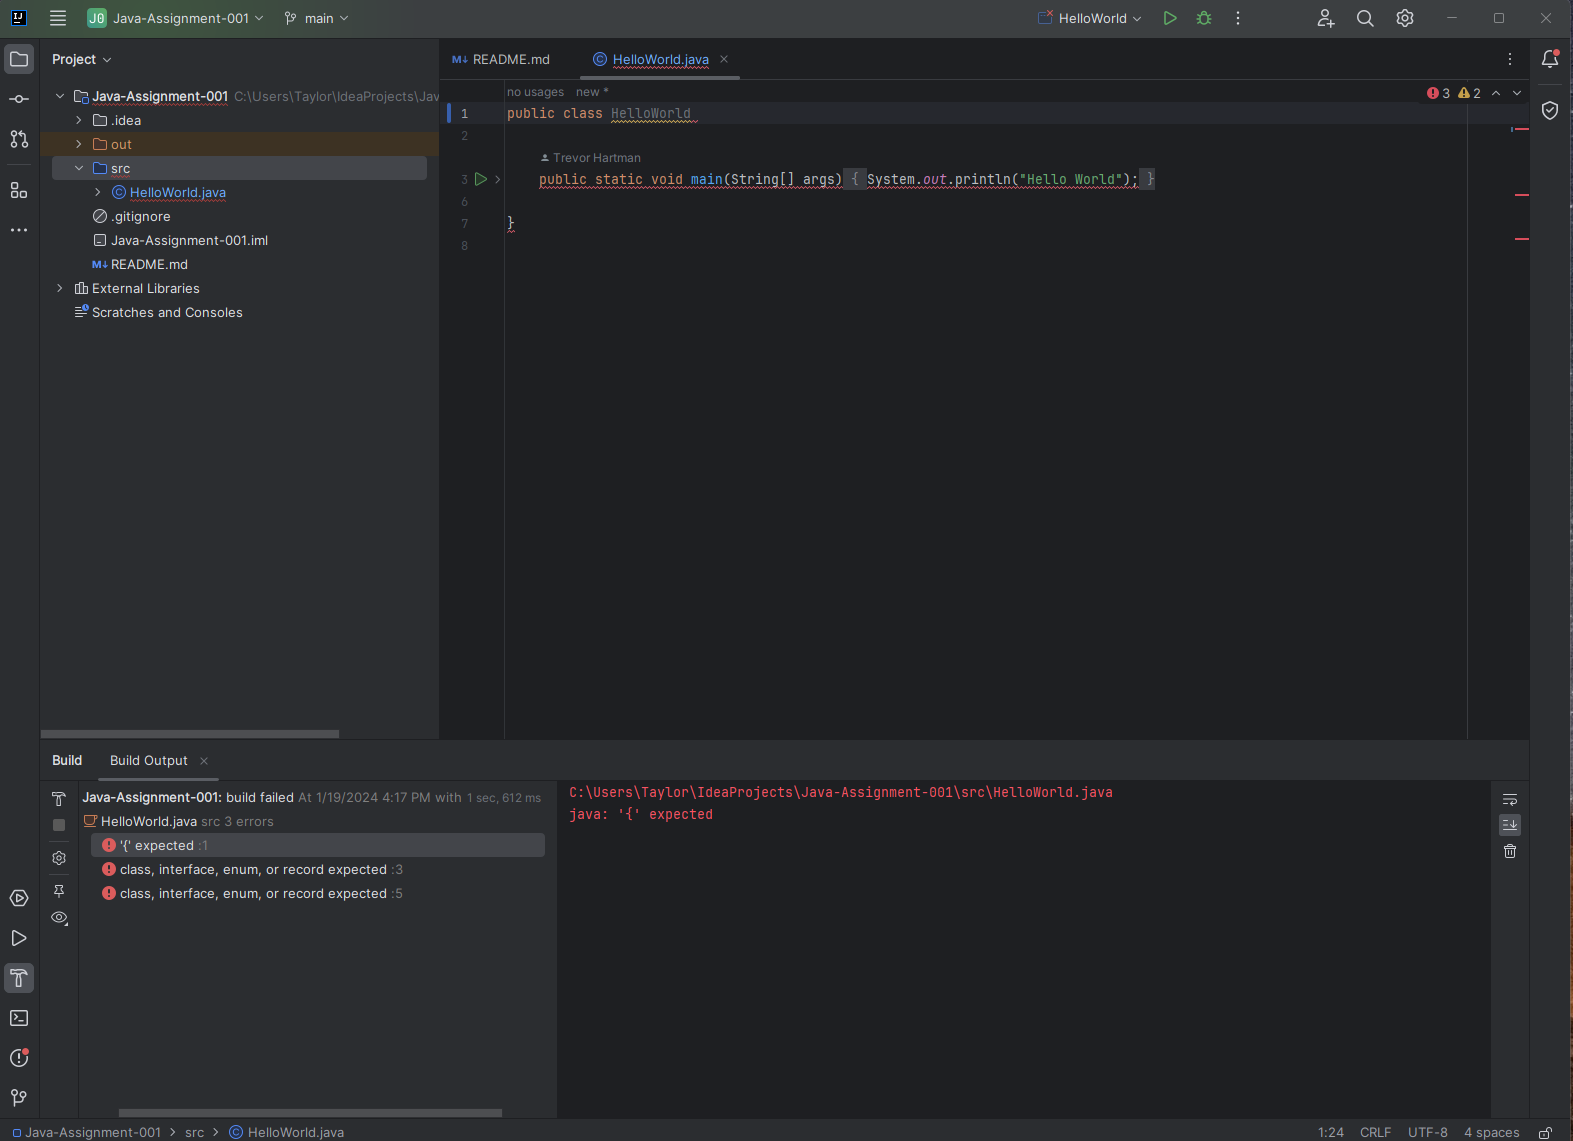 J0 Java-Assignment-001 main HelloWorld
Project
README.md HelloWorld.java
Java-Assignment-001 C:\Users\Taylor\IdeaProjects\Jav
.idea
out
src
HelloWorld.java
.gitignore
Java-Assignment-001.iml
M↓ README.md
External Libraries
Scratches and Consoles
no usages new *
3 2
1 public class HelloWorld
2
Trevor Hartman
3 public static void main(String[] args) { System.out.println("Hello World"); }
6
7 }
8
Build Build Output
Java-Assignment-001: build failed At 1/19/2024 4:17 PM with 1 sec, 612 ms
HelloWorld.java src 3 errors
'{' expected :1
class, interface, enum, or record expected :3
class, interface, enum, or record expected :5
C:\Users\Taylor\IdeaProjects\Java-Assignment-001\src\HelloWorld.java
java: '{' expected
Java-Assignment-001 > src > HelloWorld.java
1:24 CRLF UTF-8 4 spaces